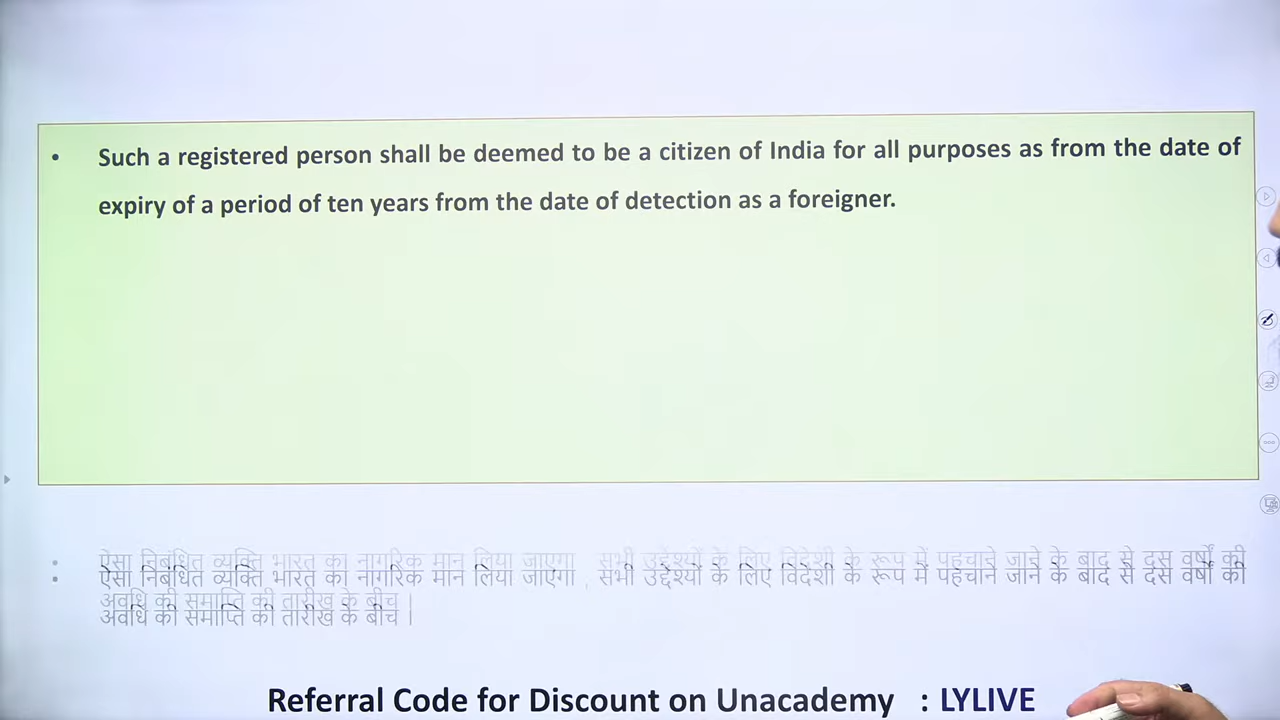 • Such a registered person shall be deemed to be a citizen of India for all purposes as from the date of
expiry of a period of ten years from the date of detection as a foreigner.
• ऐसा निबंधित व्यक्ति भारत का नागरिक मान लिया जाएगा , सभी उद्देश्यों के लिए विदेशी के रूप में पहचाने जाने के बाद से दस वर्षों की
अवधि की समाप्ति की तारीख के बीच |
Referral Code for Discount on Unacademy : LYLIVE